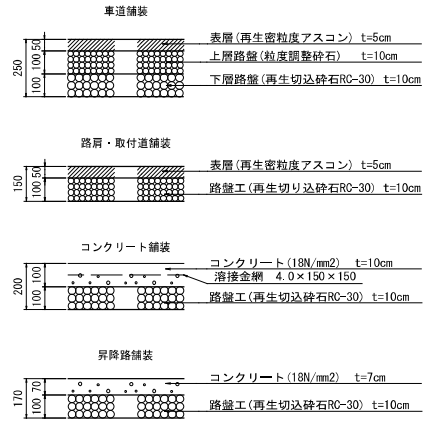 車道舗装
表層(再生密粒度アスコン) t=5cm
上層路盤(粒度調整砕石) t=10cm
下層路盤(再生切込砕石RC-30) t=10cm
250
100 100 50
路肩・取付道舗装
表層(再生密粒度アスコン) t=5cm
路盤工(再生切り込砕石RC-30) t=10cm
150
100 50
コンクリート舗装
コンクリート(18N/mm2) t=10cm
溶接金網 4.0×150×150
路盤工(再生切込砕石RC-30) t=10cm
200
100 100
昇降路舗装
コンクリート(18N/mm2) t=7cm
路盤工(再生切込砕石RC-30) t=10cm
170
100 70